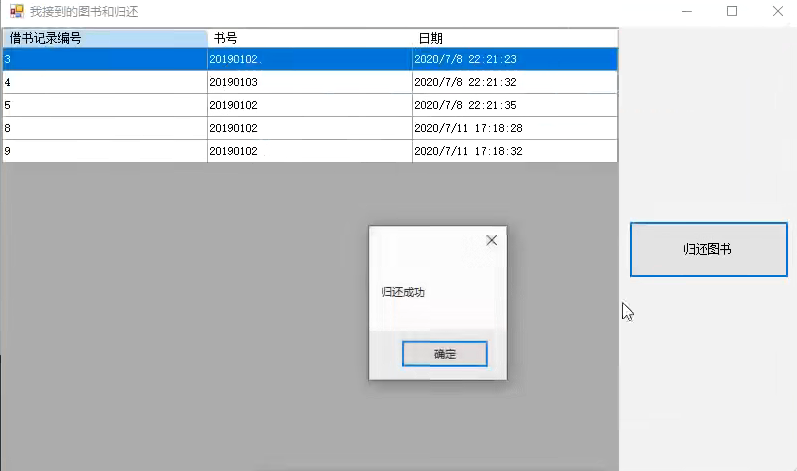 我接到的图书和归还
借书记录编号 书号 日期
3 20190102. 2020/7/8 22:21:23
4 20190103 2020/7/8 22:21:32
5 20190102 2020/7/8 22:21:35
8 20190102 2020/7/11 17:18:28
9 20190102 2020/7/11 17:18:32
归还图书
归还成功
确定